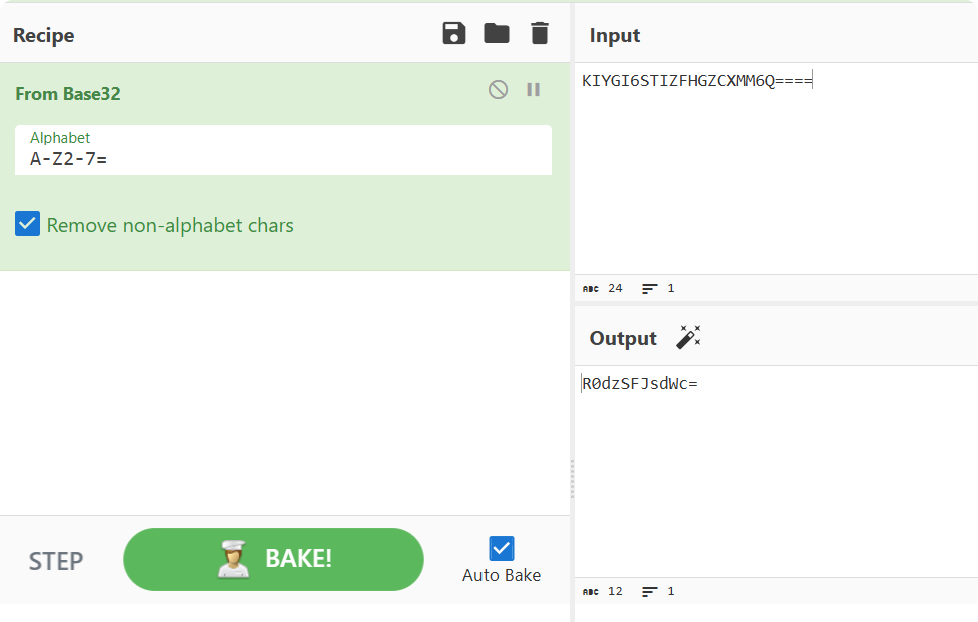 Recipe
From Base32
Alphabet
A-Z2-7=
Remove non-alphabet chars
STEP
BAKE!
Auto Bake
Input
KIYGI6STIZFHGZCXMM6Q====
ABC 24 1
Output
R0dzSFJsdWc=
ABC 12 1